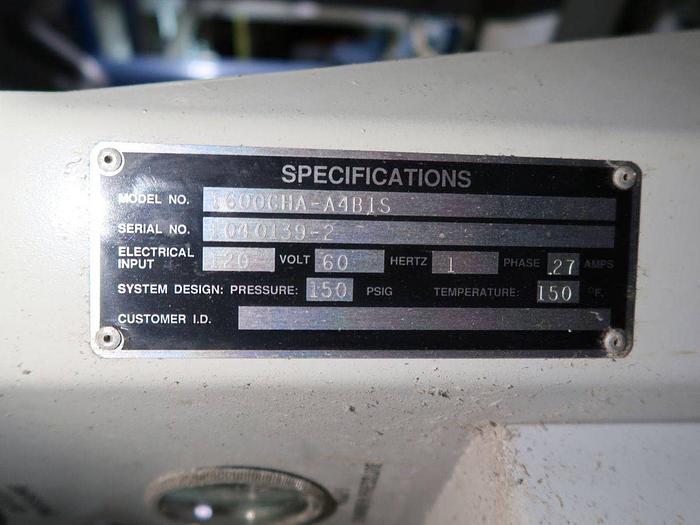 SPECIFICATIONS
MODEL NO. 1600CHA-A4B1S
SERIAL NO. 1040139-2
ELECTRICAL INPUT 120 VOLT 60 HERTZ 1 PHASE .27 AMPS
SYSTEM DESIGN: PRESSURE: 150 PSIG TEMPERATURE: 150 °F.
CUSTOMER I.D.